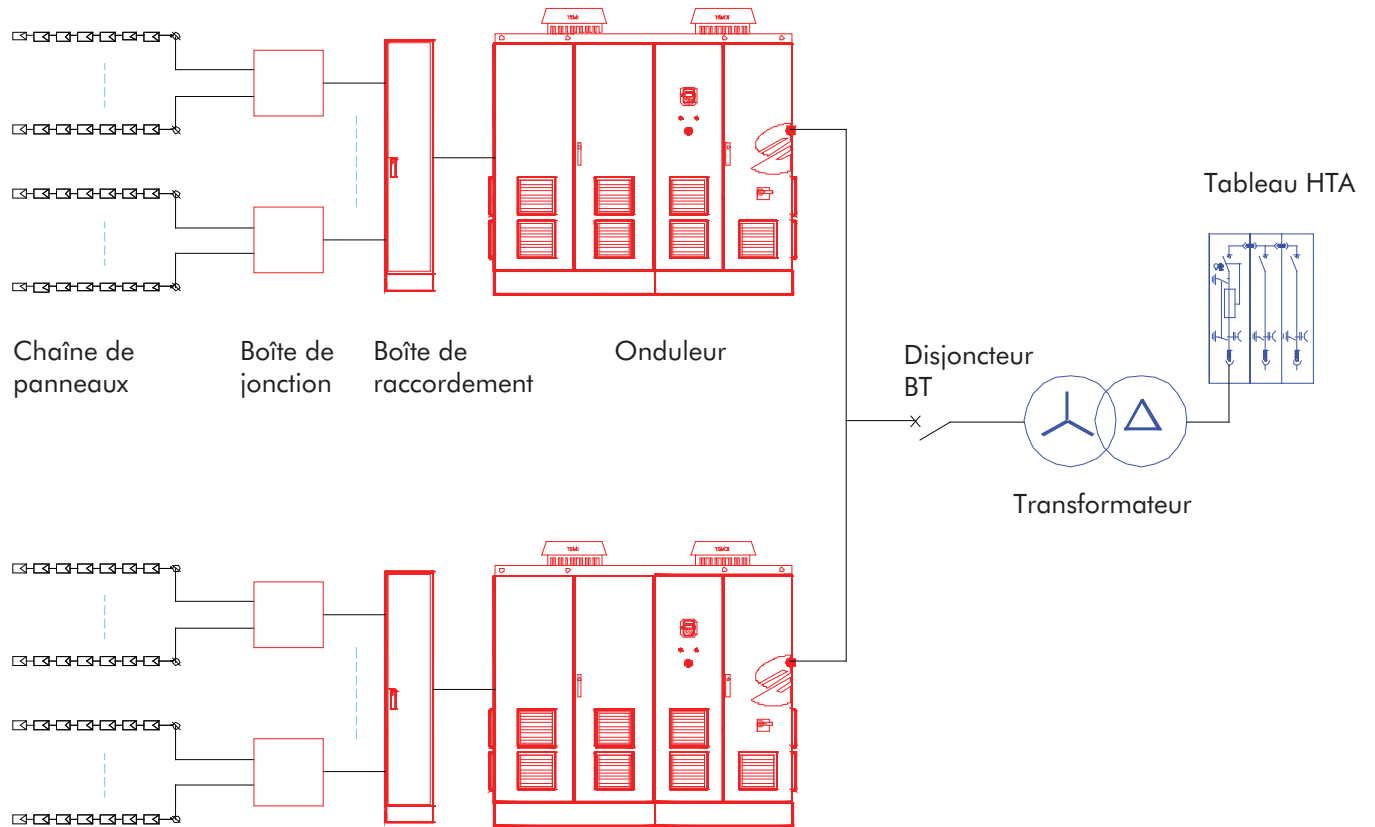 Tableau HTA
Chaîne de
panneaux
Boîte de
jonction
Boîte de
raccordement
Onduleur
Disjoncteur
BT
Transformateur